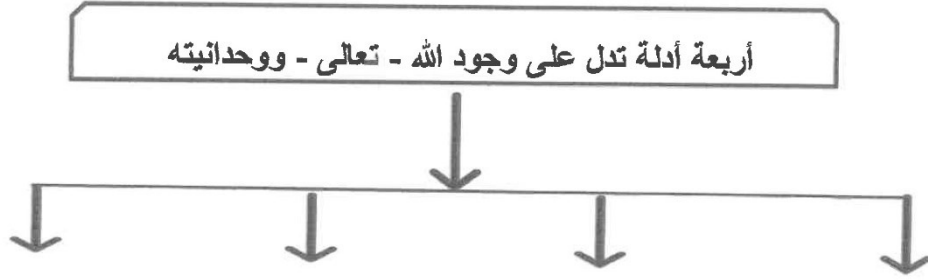 أربعة أدلة تدل على وجود الله - تعالى - ووحدانيته